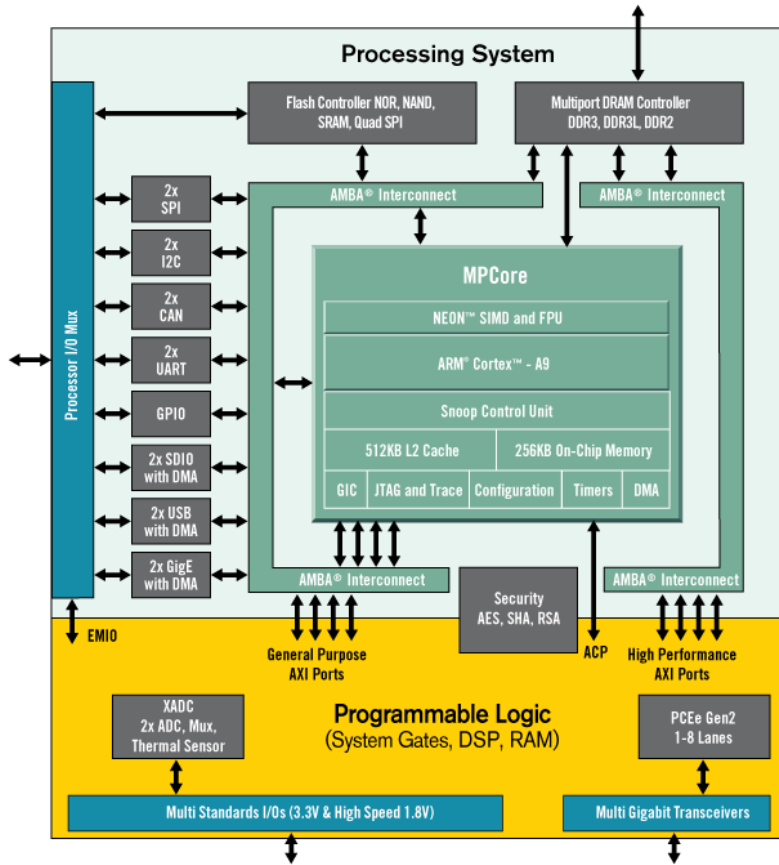 Processing System
Flash Controller NOR, NAND,
SRAM, Quad SPI
Multiport DRAM Controller
DDR3, DDR3L, DDR2
AMBA® Interconnect
AMBA® Interconnect
Processor I/O Mux
2x
SPI
2x
I2C
2x
CAN
2x
UART
GPIO
2x SDIO
with DMA
2x USB
with DMA
2x GigE
with DMA
MPCore
NEON™ SIMD and FPU
ARM® Cortex™ - A9
Snoop Control Unit
512KB L2 Cache
256KB On-Chip Memory
GIC
JTAG and Trace
Configuration
Timers
DMA
AMBA® Interconnect
AMBA® Interconnect
Security
AES, SHA, RSA
EMIO
General Purpose
AXI Ports
ACP
High Performance
AXI Ports
XADC
2x ADC, Mux,
Thermal Sensor
Programmable Logic
(System Gates, DSP, RAM)
PCEe Gen2
1-8 Lanes
Multi Standards I/Os (3.3V & High Speed 1.8V)
Multi Gigabit Transceivers